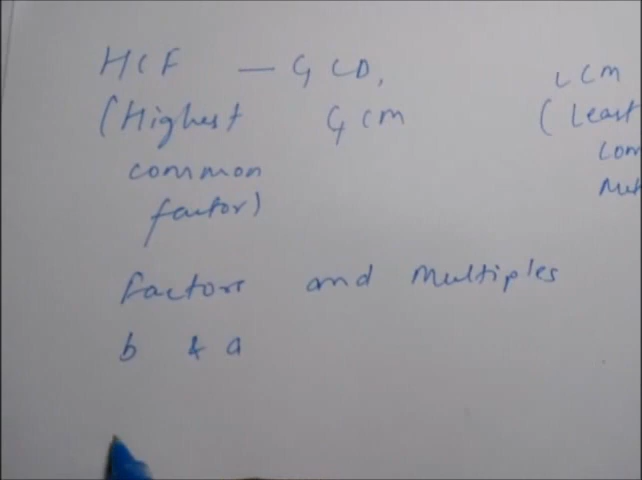 HCF — GCD, LCM
(Highest GCM (Least
common
factor)
Factors and Multiples
b & a